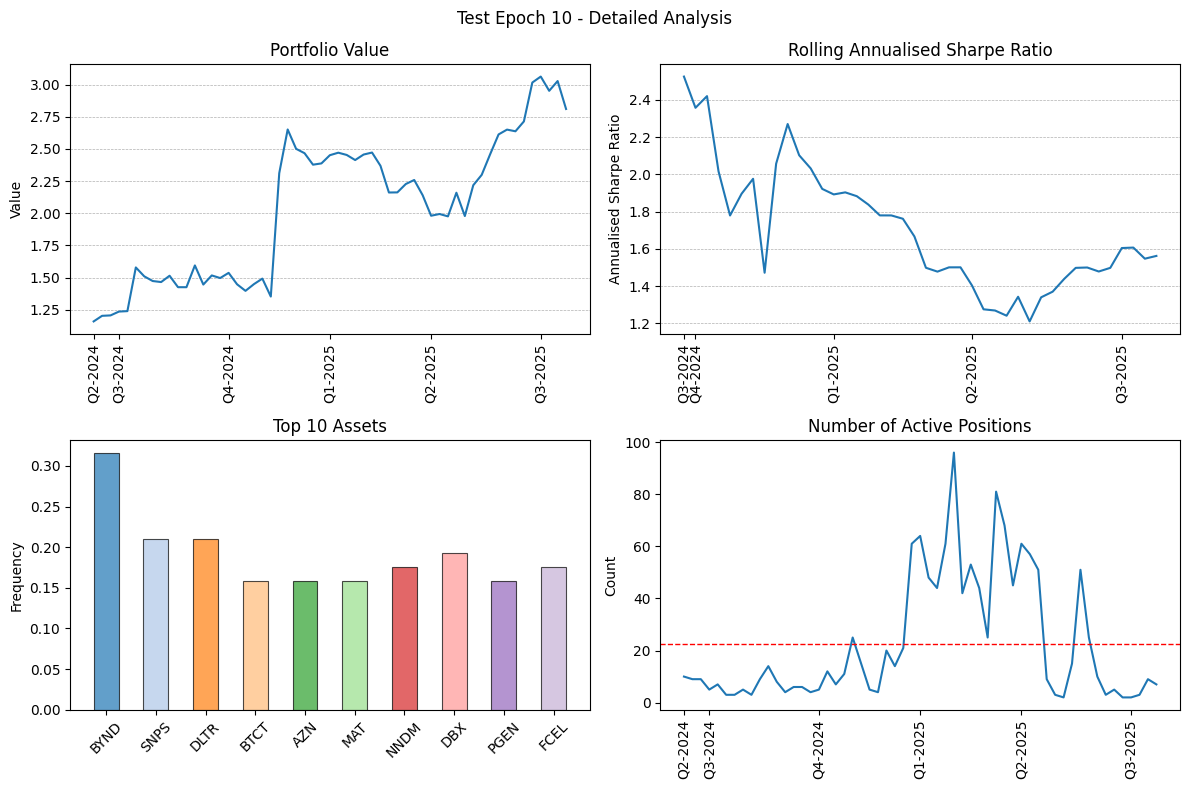 Test Epoch 10 - Detailed Analysis
Portfolio Value
Value
3.00
2.75
2.50
2.25
2.00
1.75
1.50
1.25
Q2-2024
Q3-2024
Q4-2024
Q1-2025
Q2-2025
Q3-2025
Rolling Annualised Sharpe Ratio
Annualised Sharpe Ratio
2.4
2.2
2.0
1.8
1.6
1.4
1.2
Q3-2024
Q4-2024
Q1-2025
Q2-2025
Q3-2025
Top 10 Assets
Frequency
0.30
0.25
0.20
0.15
0.10
0.05
0.00
BYND
SNPS
DLTR
BTCT
AZN
MAT
NNDM
DBX
PGEN
FCEL
Number of Active Positions
Count
100
80
60
40
20
0
Q2-2024
Q3-2024
Q4-2024
Q1-2025
Q2-2025
Q3-2025